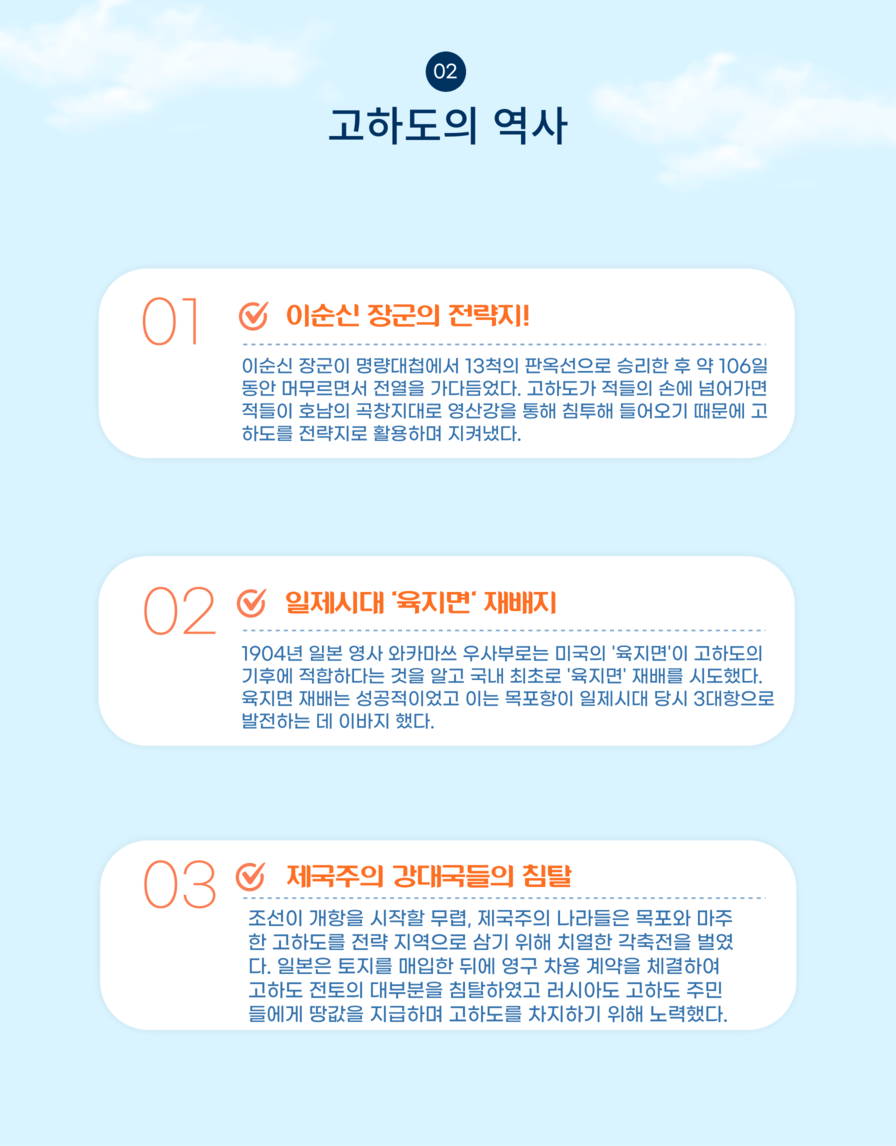 02
고하도의 역사
01
이순신 장군의 전략지!
이순신 장군이 명량대첩에서 13척의 판옥선으로 승리한 후 약 106일
동안 머무르면서 전열을 가다듬었다. 고하도가 적들의 손에 넘어가면
적들이 호남의 곡창지대로 영산강을 통해 침투해 들어오기 때문에 고
하도를 전략지로 활용하며 지켜냈다.
02
일제시대 '육지면' 재배지
1904년 일본 영사 와카마쓰 우사부로는 미국의 '육지면'이 고하도의
기후에 적합하다는 것을 알고 국내 최초로 '육지면' 재배를 시도했다.
육지면 재배는 성공적이었고 이는 목포항이 일제시대 당시 3대항으로
발전하는 데 이바지 했다.
03
제국주의 강대국들의 침탈
조선이 개항을 시작할 무렵, 제국주의 나라들은 목포와 마주
한 고하도를 전략 지역으로 삼기 위해 치열한 각축전을 벌였
다. 일본은 토지를 매입한 뒤에 영구 차용 계약을 체결하여
고하도 전토의 대부분을 침탈하였고 러시아도 고하도 주민
들에게 땅값을 지급하며 고하도를 차지하기 위해 노력했다.